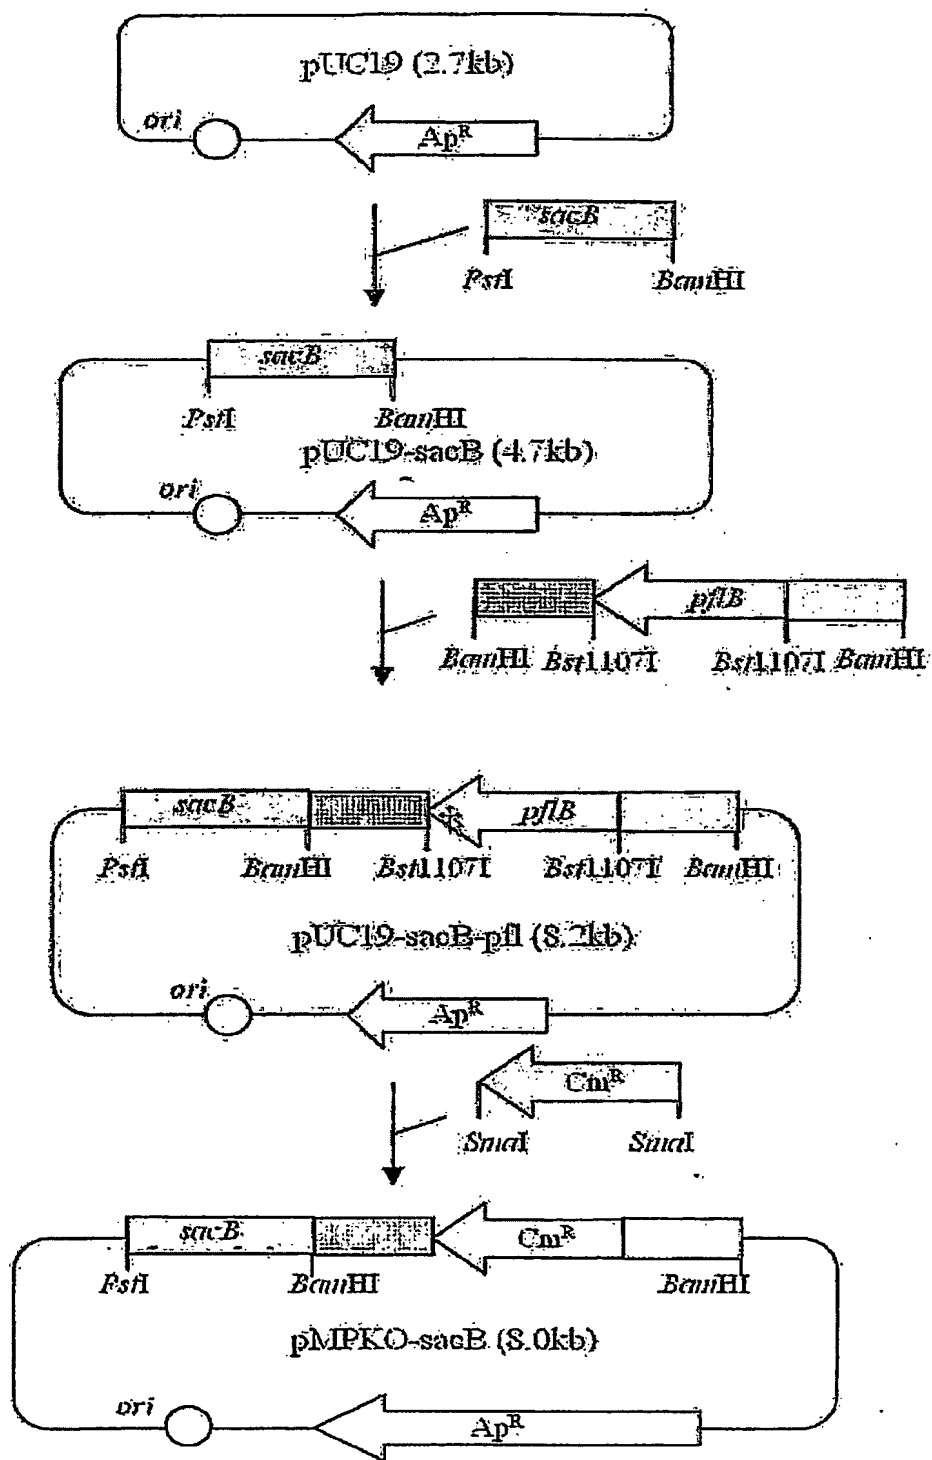 pUC19 (2.7kb)
ori
Ap^R
sacB
PstI BamHI
sacB
PstI BamHI
pUC19-sacB (4.7kb)
ori
Ap^R
pflB
BamHI Bst1107I Bst1107I BamHI
sacB pflB
PstI BamHI Bst1107I Bst1107I BamHI
pUC19-sacB-pfl (8.2kb)
ori
Ap^R
Cm^R
SmaI SmaI
sacB Cm^R
PstI BamHI BamHI
pMPKO-sacB (8.0kb)
ori
Ap^R